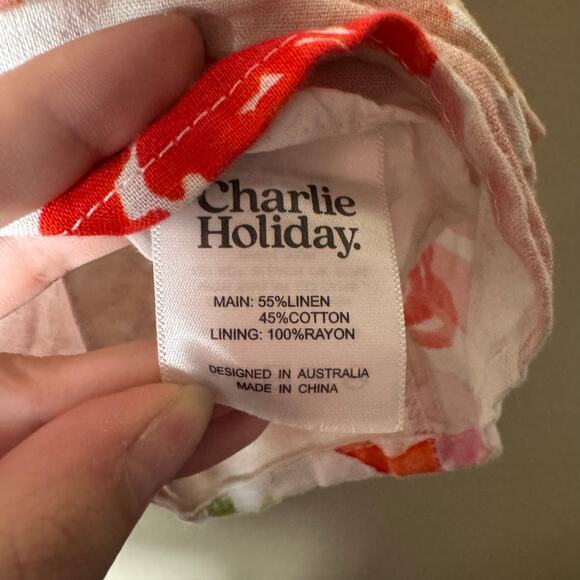 Charlie
Holiday.
MAIN: 55%LINEN
45%COTTON
LINING: 100%RAYON
DESIGNED IN AUSTRALIA
MADE IN CHINA